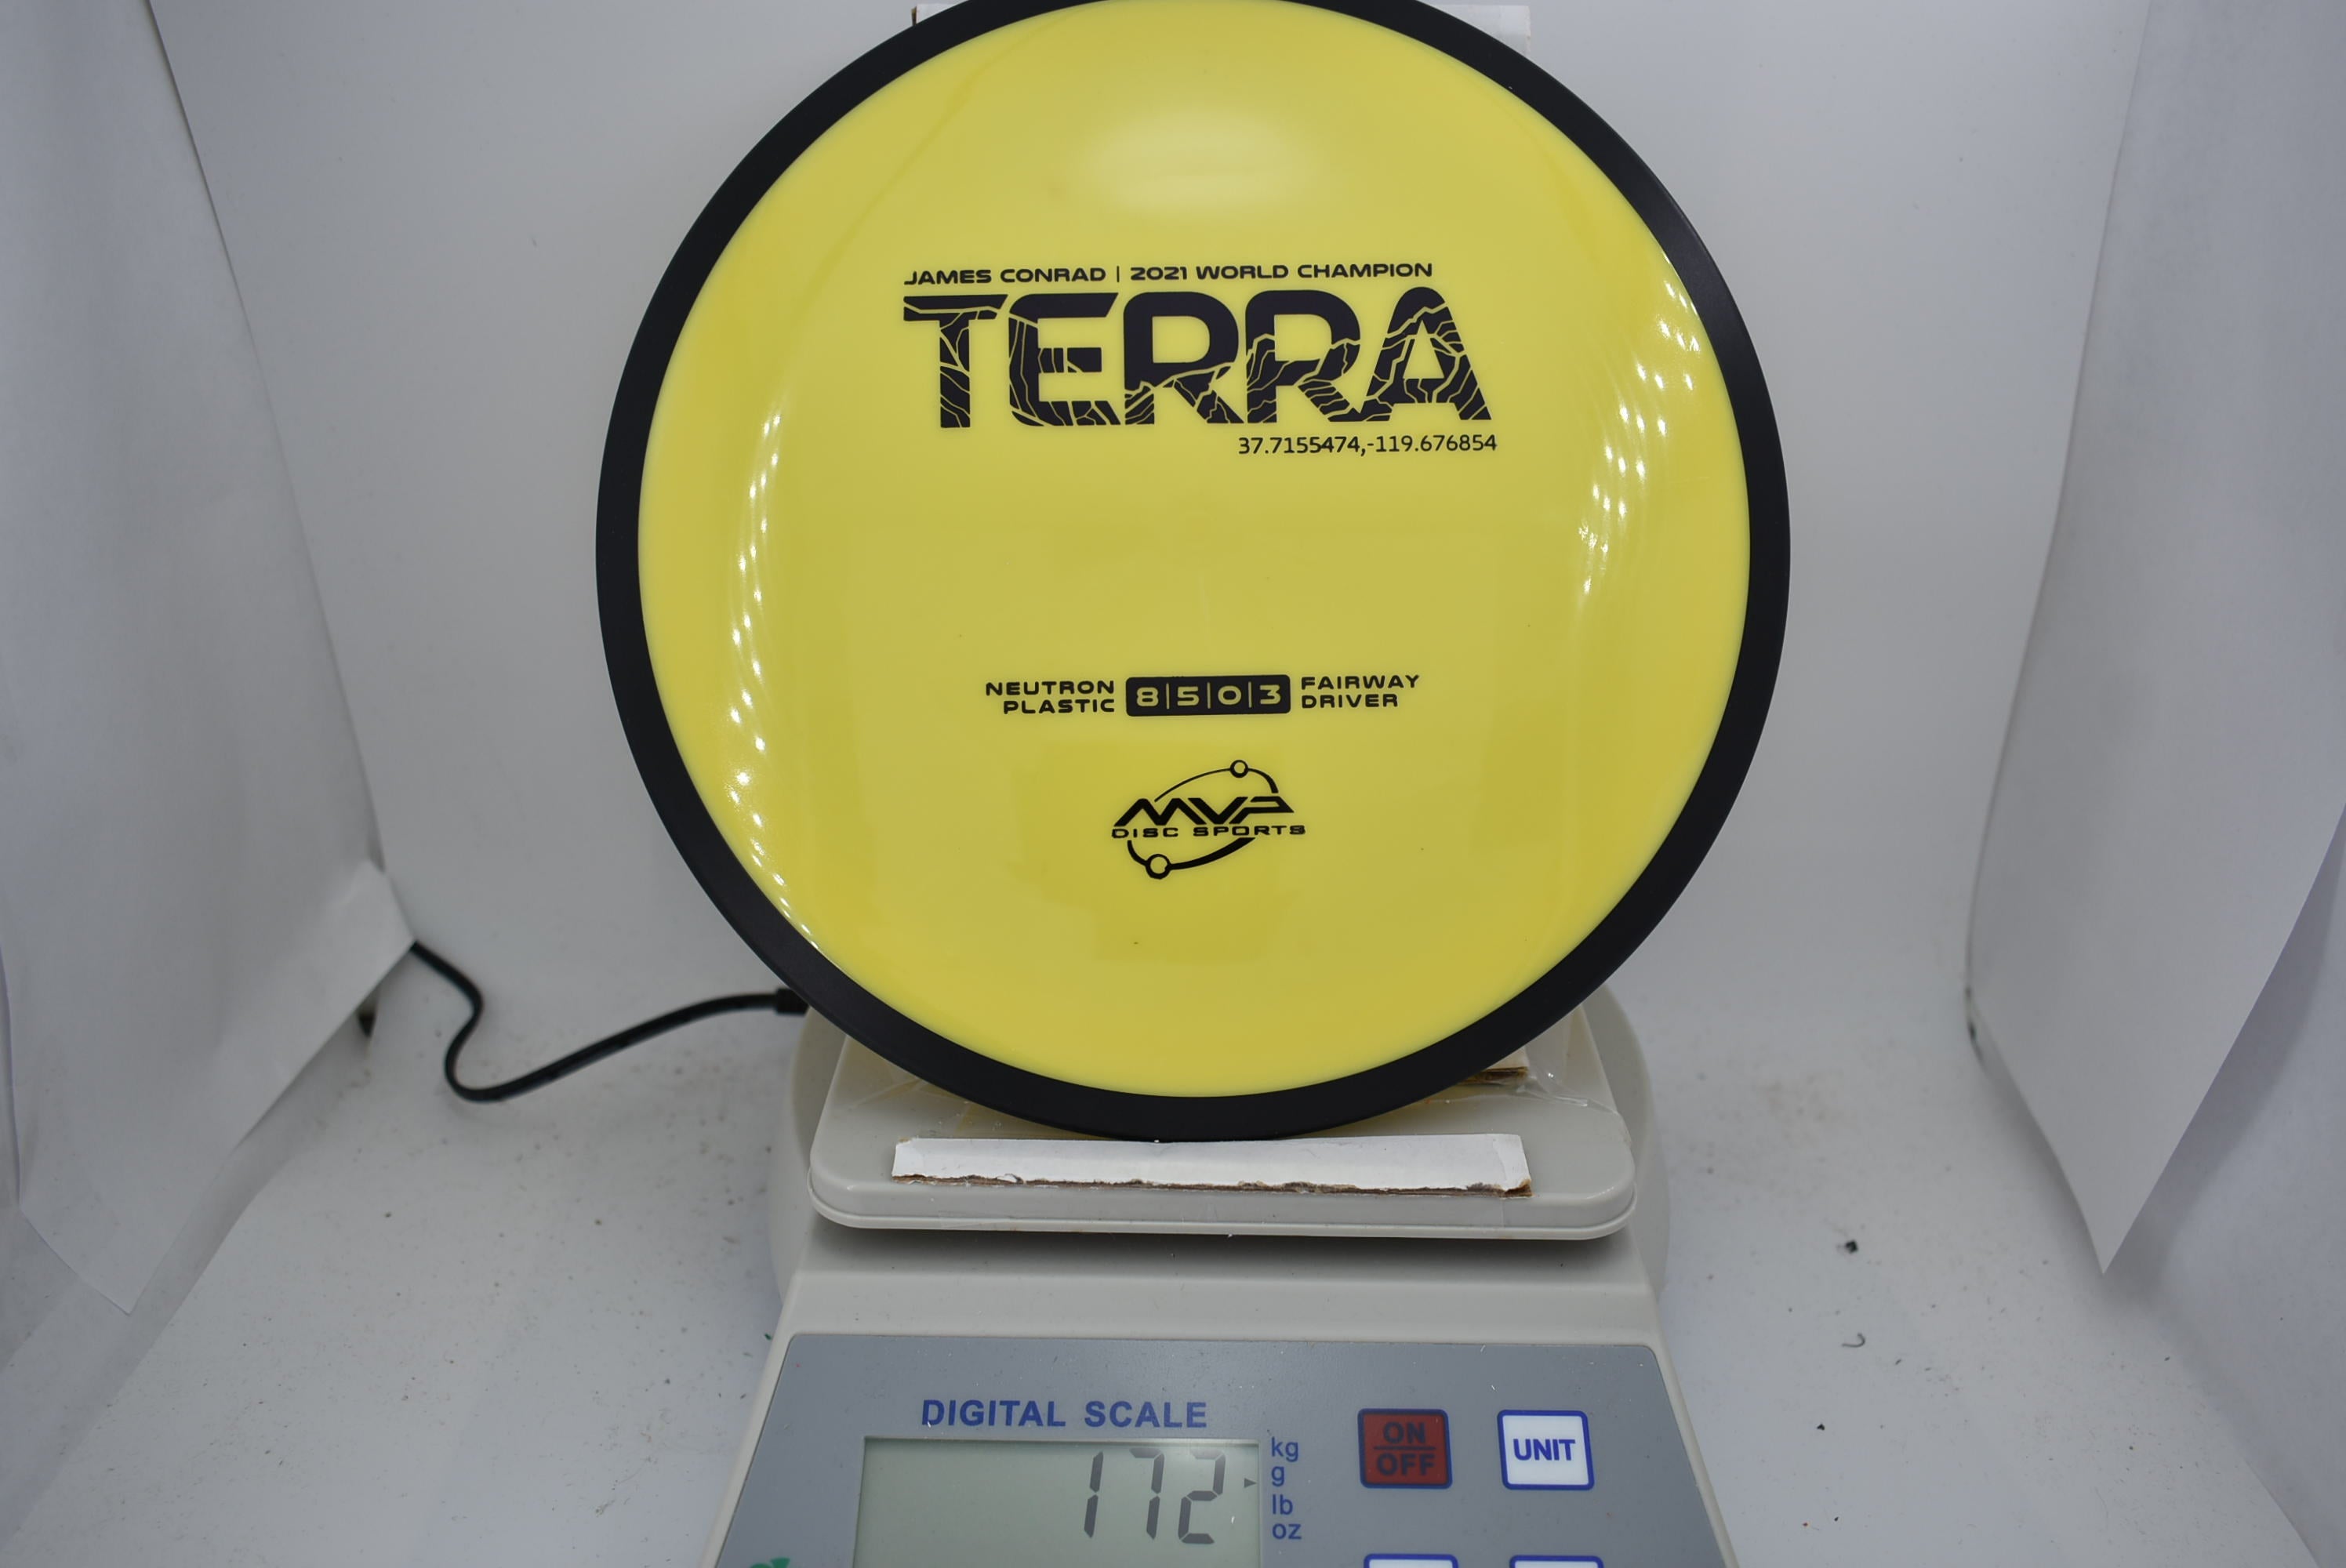 JAMES CONRAD | 2021 WORLD CHAMPION
TERRA
37.7155474,-119.676854
NEUTRON PLASTIC
8|5|0|3
FAIRWAY DRIVER
MVP
DISC SPORTS
DIGITAL SCALE
172
kg
g
lb
oz
ON
OFF
UNIT